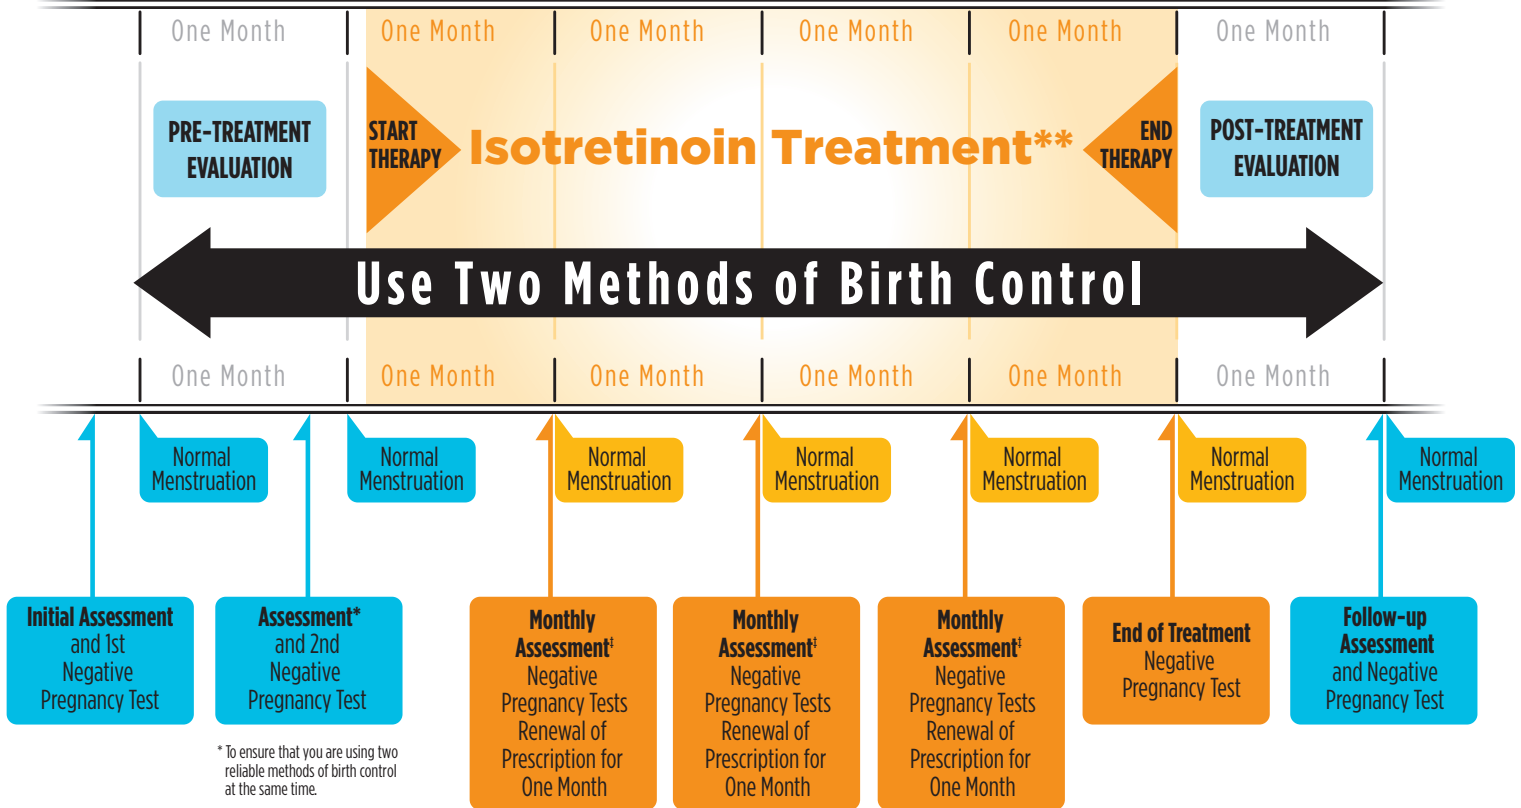 One Month
One Month
One Month
One Month
One Month
One Month
PRE-TREATMENT
EVALUATION
START
THERAPY
Isotretinoin Treatment**
END
THERAPY
POST-TREATMENT
EVALUATION
Use Two Methods of Birth Control
One Month
One Month
One Month
One Month
One Month
One Month
Normal
Menstruation
Normal
Menstruation
Normal
Menstruation
Normal
Menstruation
Normal
Menstruation
Normal
Menstruation
Normal
Menstruation
Initial Assessment
and 1st
Negative
Pregnancy Test
Assessment*
and 2nd
Negative
Pregnancy Test
* To ensure that you are using two
reliable methods of birth control
at the same time.
Monthly
Assessment‡
Negative
Pregnancy Tests
Renewal of
Prescription for
One Month
Monthly
Assessment‡
Negative
Pregnancy Tests
Renewal of
Prescription for
One Month
Monthly
Assessment‡
Negative
Pregnancy Tests
Renewal of
Prescription for
One Month
End of Treatment
Negative
Pregnancy Test
Follow-up
Assessment
and Negative
Pregnancy Test